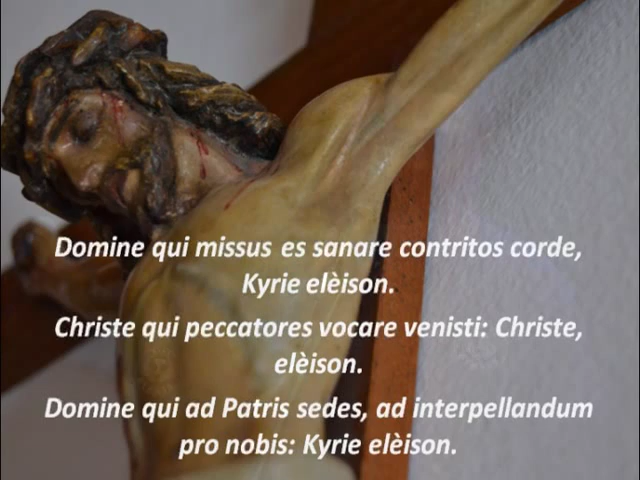 Domine qui missus es sanare contritos corde,
Kyrie elèison.
Christe qui peccatores vocare venisti: Christe,
elèison.
Domine qui ad Patris sedes, ad interpellandum
pro nobis: Kyrie elèison.